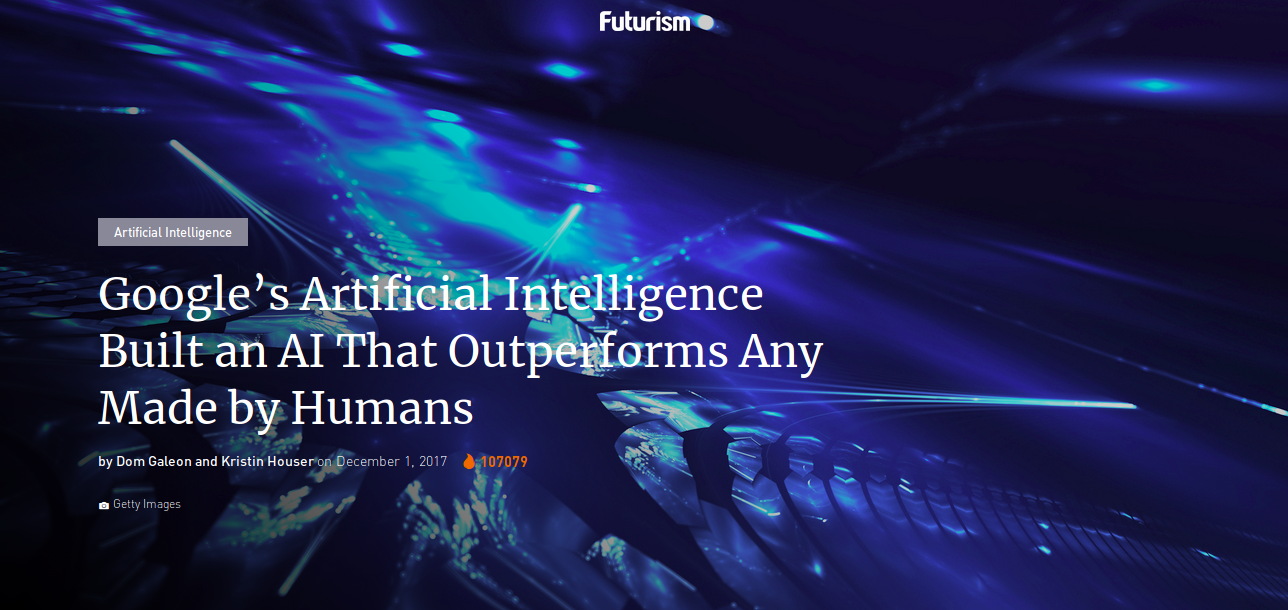 Futurism
Artificial Intelligence
Google’s Artificial Intelligence
Built an AI That Outperforms Any
Made by Humans
by Dom Galeon and Kristin Houser on December 1, 2017 107079
Getty Images